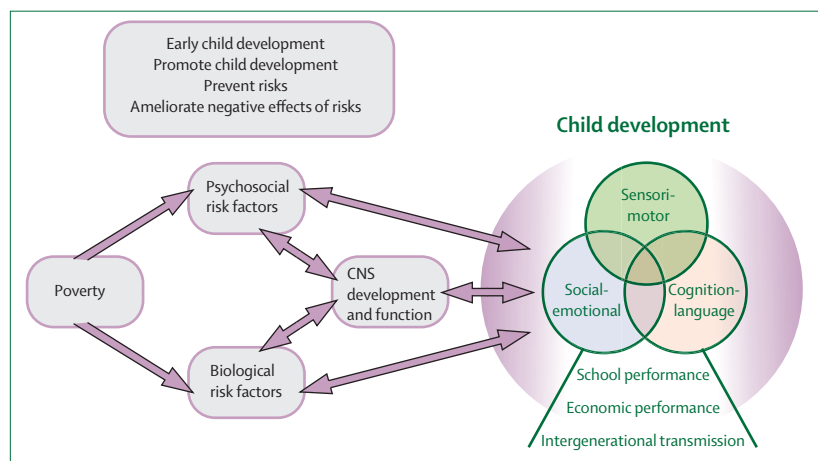 Early child development
Promote child development
Prevent risks
Ameliorate negative effects of risks
Child development
Psychosocial
risk factors
Sensori-
motor
Poverty
CNS
development
and function
Social-
emotional
Cognition-
language
Biological
risk factors
School performance
Economic performance
Intergenerational transmission